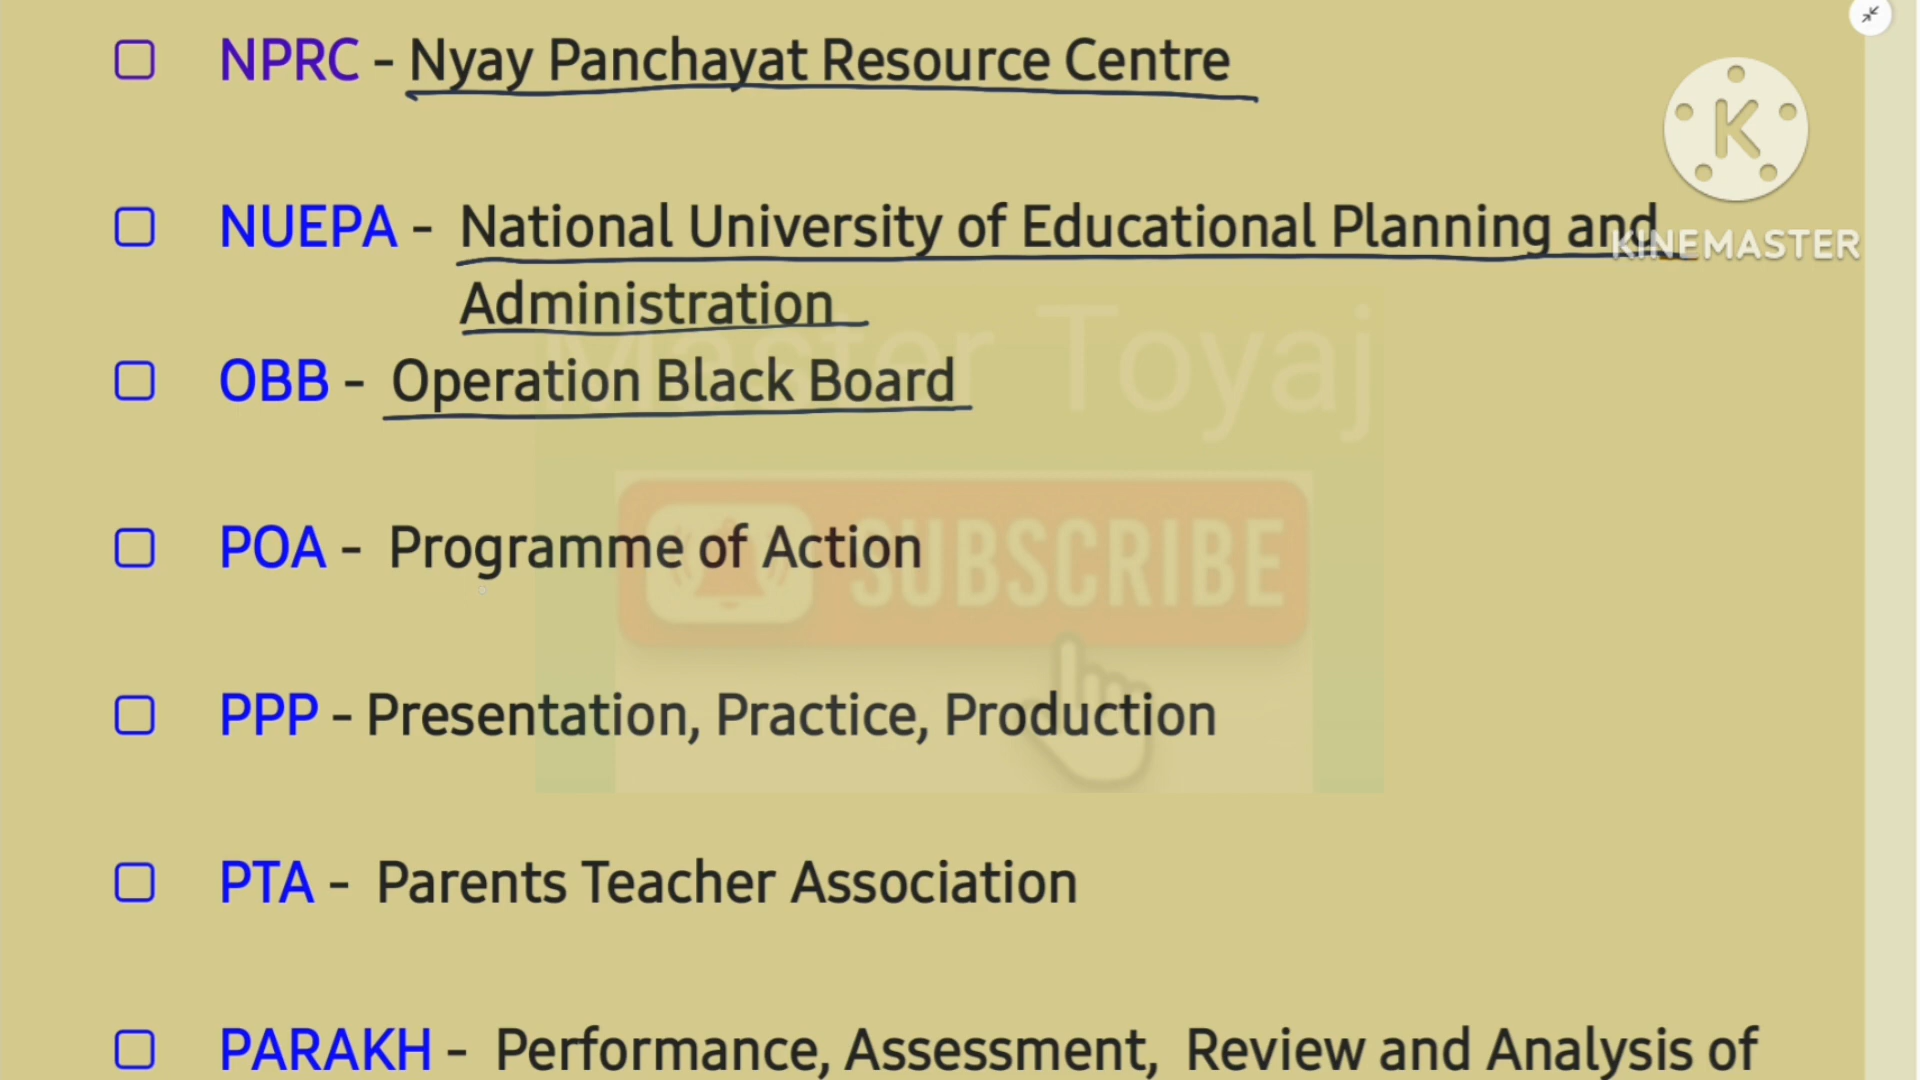 NPRC - Nyay Panchayat Resource Centre
K
KINEMASTER
NUEPA - National University of Educational Planning and
Administration
Master Toyaj
OBB - Operation Black Board
SUBSCRIBE
POA - Programme of Action
PPP - Presentation, Practice, Production
PTA - Parents Teacher Association
PARAKH - Performance, Assessment, Review and Analysis of